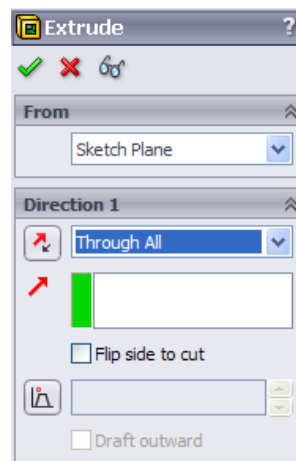 Extrude ?
From
Sketch Plane
Direction 1
Through All
Flip side to cut
Draft outward